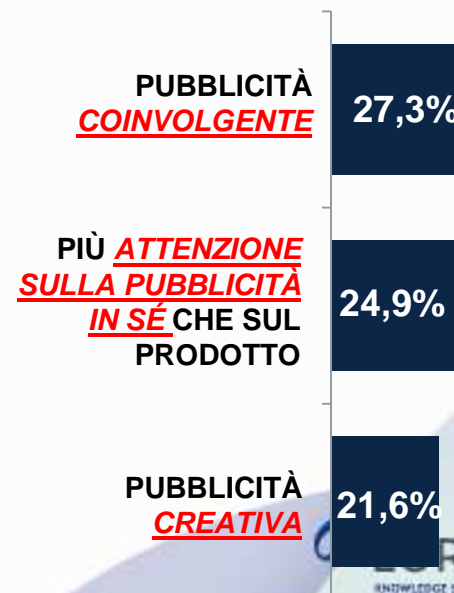 PUBBLICITÀ
COINVOLGENTE
27,3%
PIÙ ATTENZIONE
SULLA PUBBLICITÀ
IN SÉ CHE SUL
PRODOTTO
24,9%
PUBBLICITÀ
CREATIVA
21,6%
KNOWLEDGE